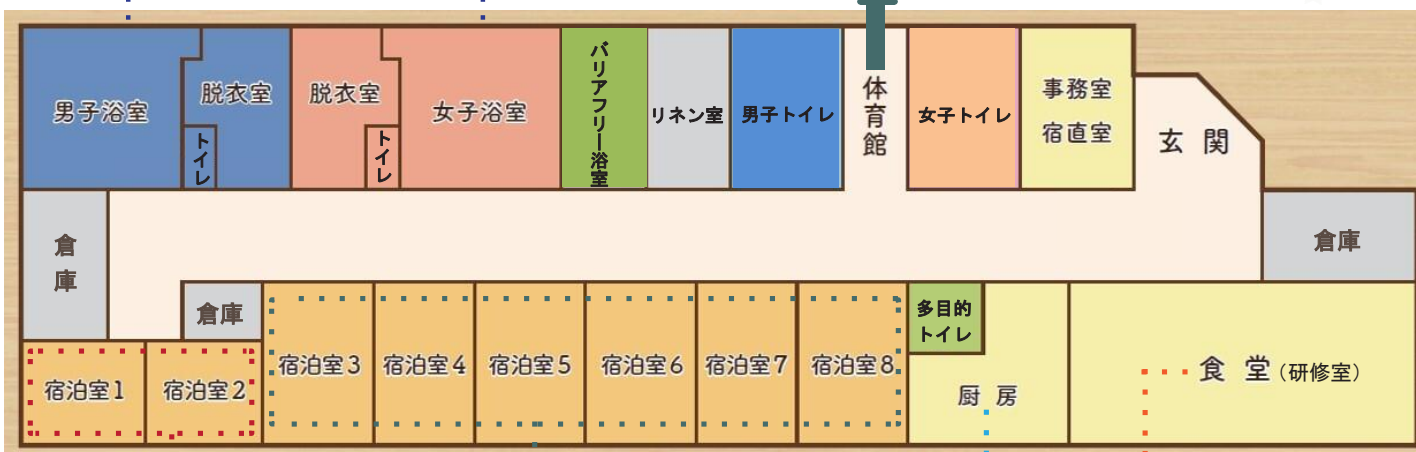 男子浴室
脱衣室
トイレ
脱衣室
トイレ
女子浴室
バリアフリー浴室
リネン室
男子トイレ
体育館
女子トイレ
事務室
宿直室
玄関
倉庫
倉庫
倉庫
宿泊室1
宿泊室2
宿泊室3
宿泊室4
宿泊室5
宿泊室6
宿泊室7
宿泊室8
多目的
トイレ
厨房
食堂(研修室)